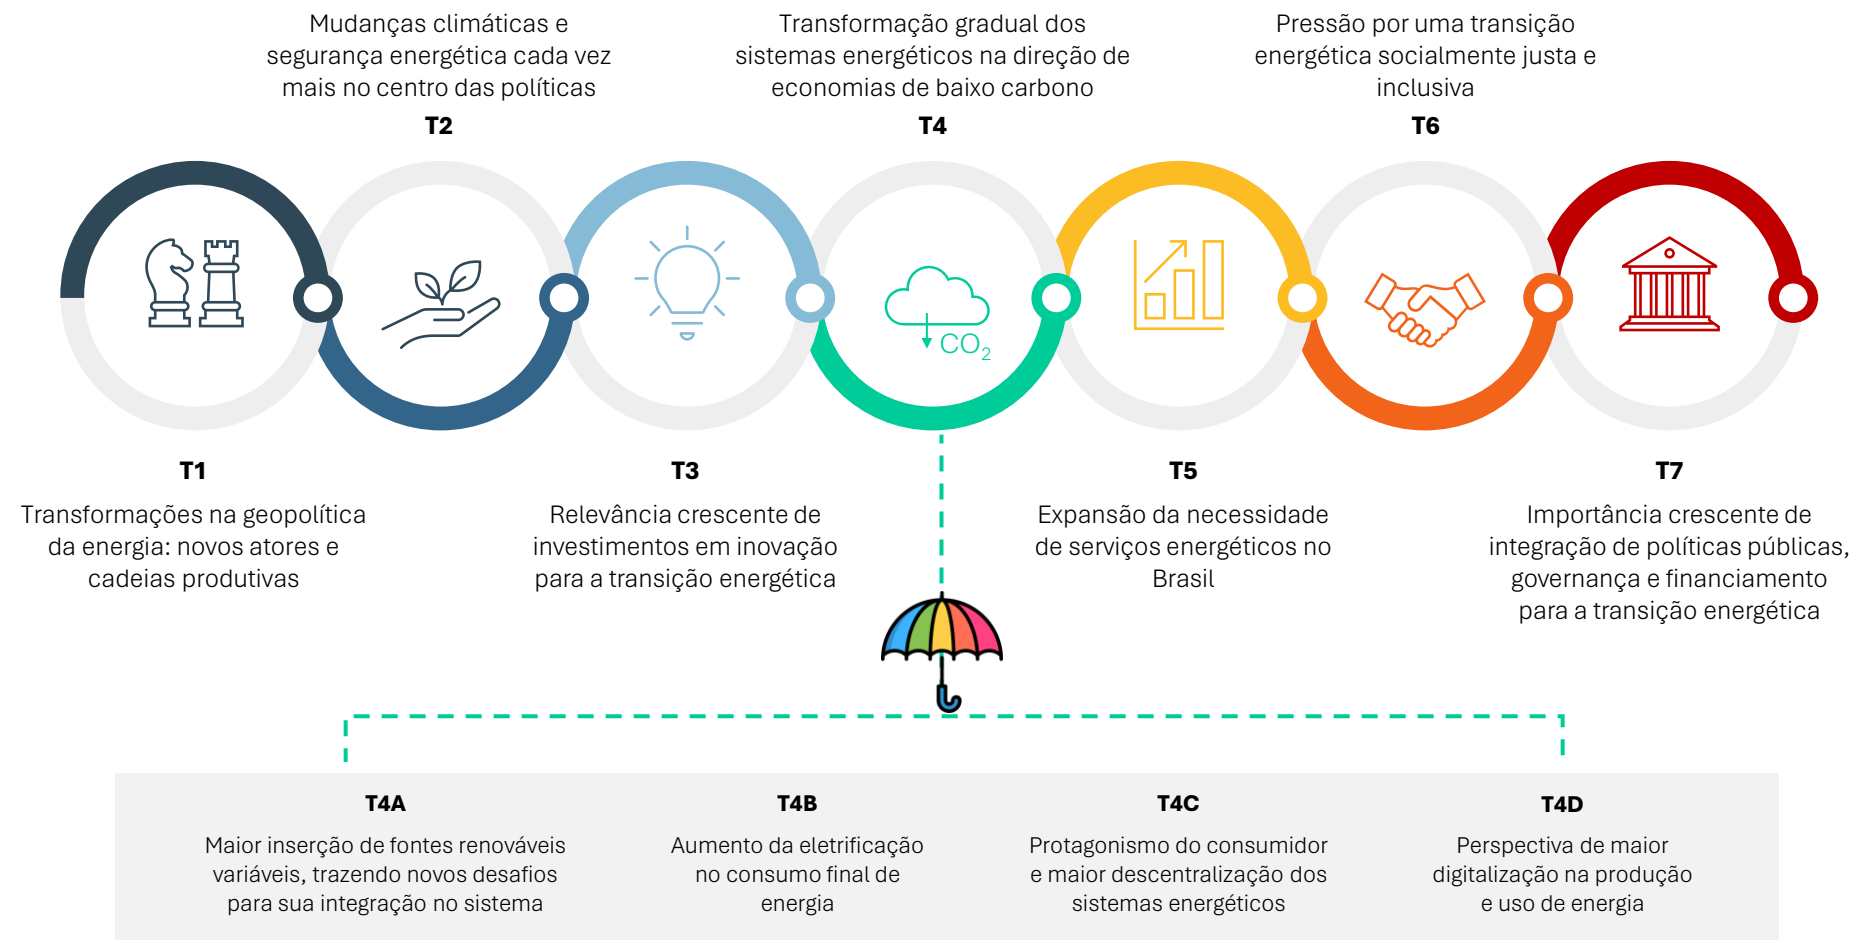 Mudanças climáticas e
segurança energética cada vez
mais no centro das políticas
T2
Transformação gradual dos
sistemas energéticos na direção de
economias de baixo carbono
T4
Pressão por uma transição
energética socialmente justa e
inclusiva
T6
CO₂
T1
Transformações na geopolítica
da energia: novos atores e
cadeias produtivas
T3
Relevância crescente de
investimentos em inovação
para a transição energética
T5
Expansão da necessidade
de serviços energéticos no
Brasil
T7
Importância crescente de
integração de políticas públicas,
governança e financiamento
para a transição energética
T4A
Maior inserção de fontes renováveis
variáveis, trazendo novos desafios
para sua integração no sistema
T4B
Aumento da eletrificação
no consumo final de
energia
T4C
Protagonismo do consumidor
e maior descentralização dos
sistemas energéticos
T4D
Perspectiva de maior
digitalização na produção
e uso de energia